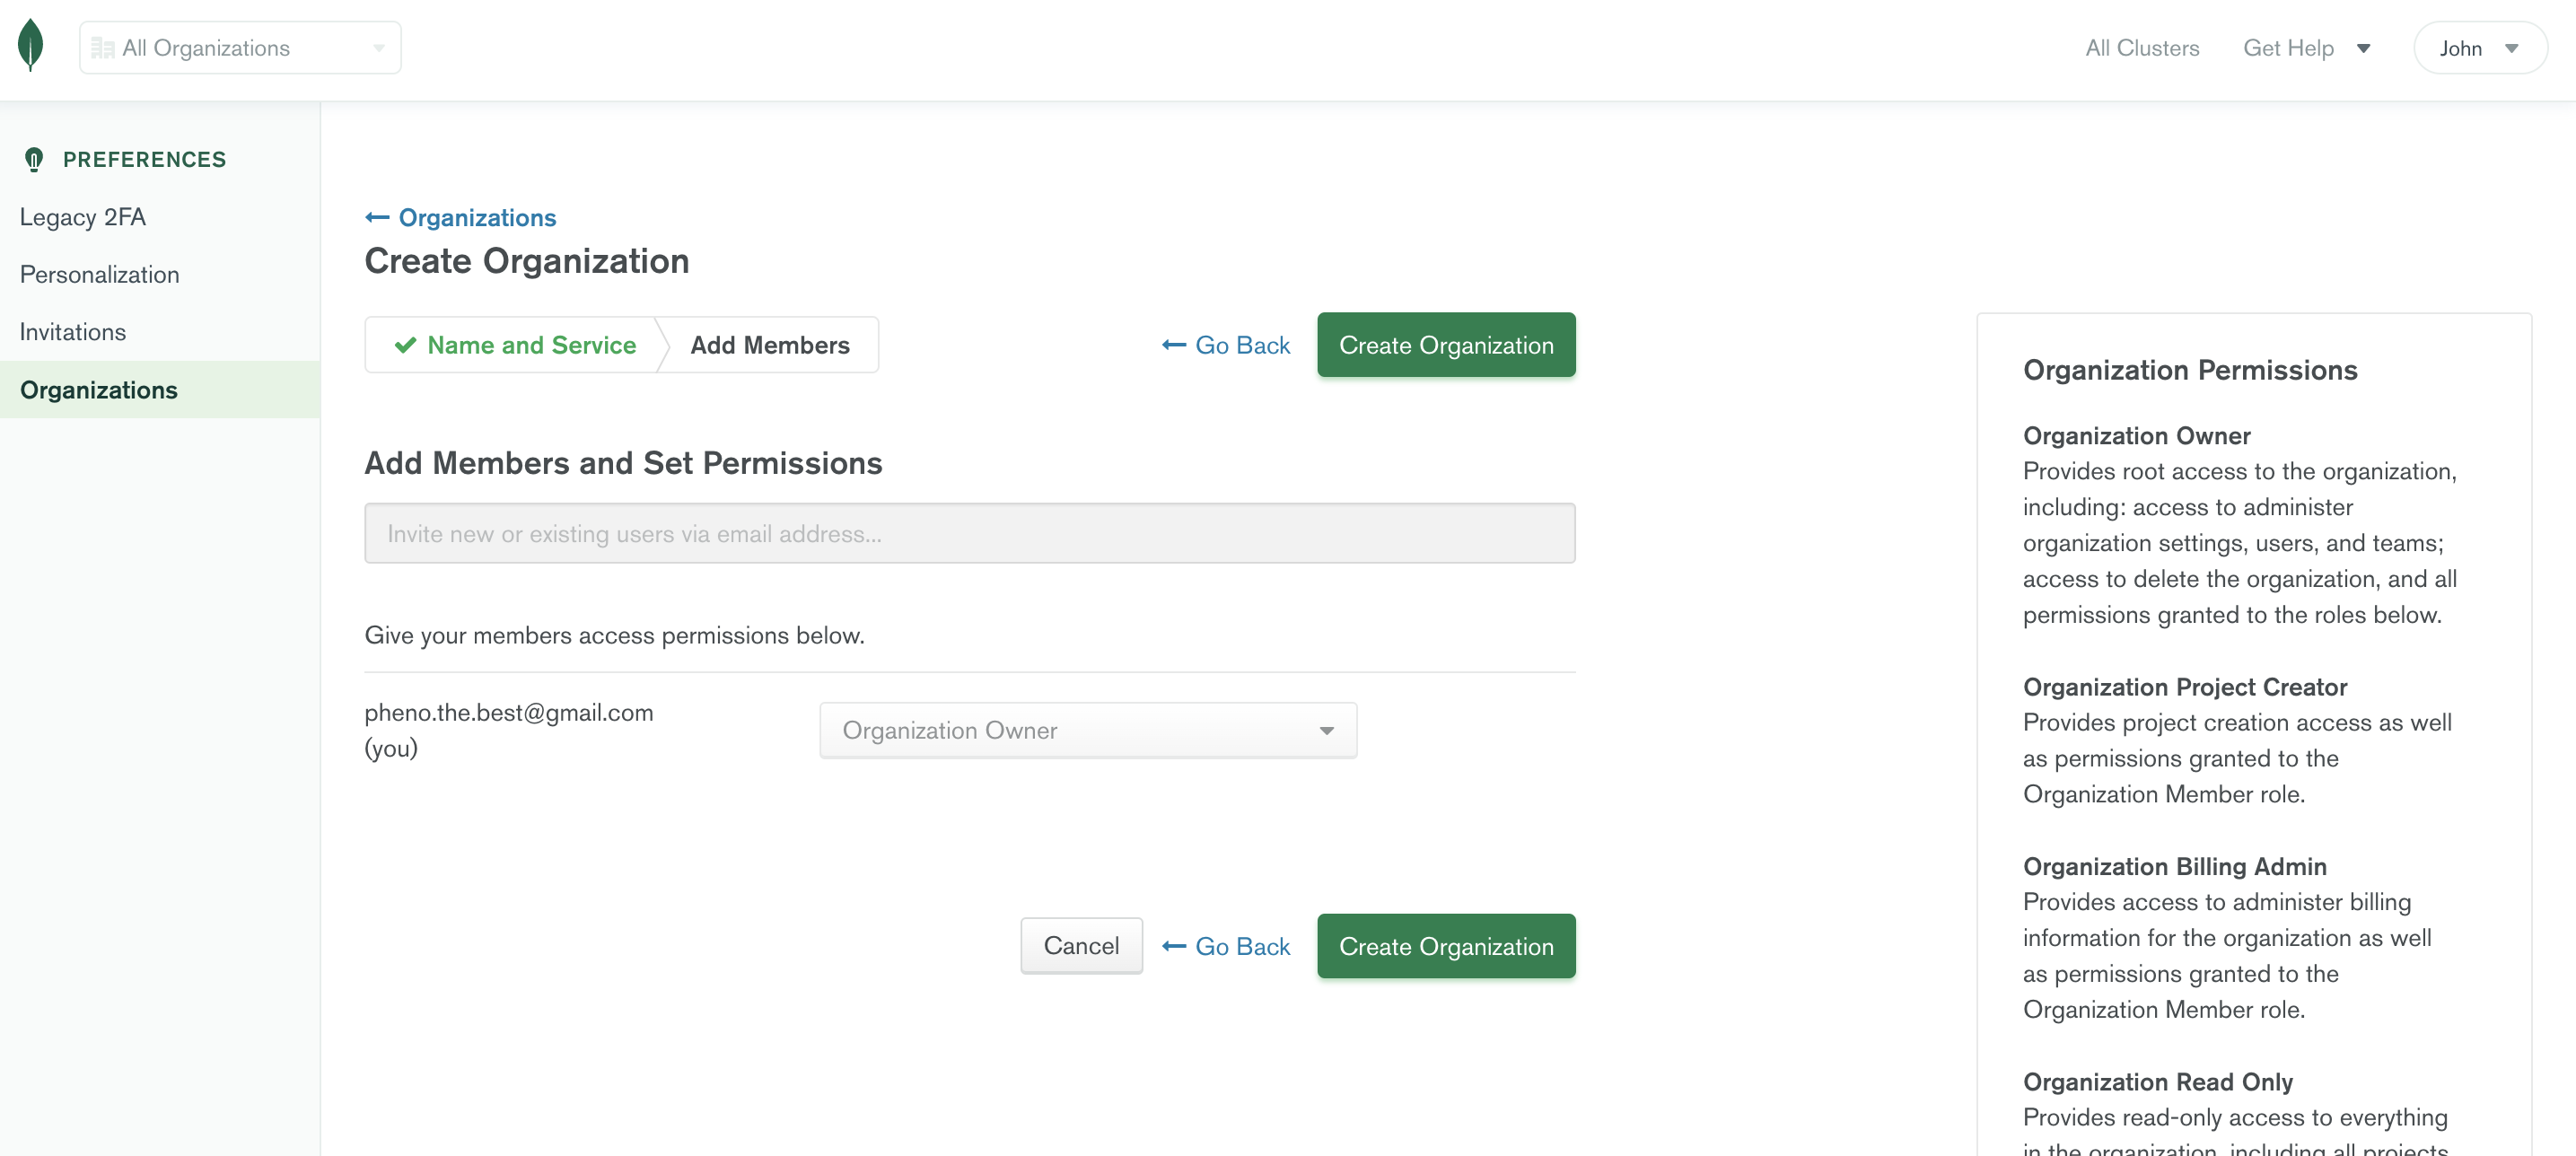 All Organizations
All Clusters
Get Help
John
PREFERENCES
Legacy 2FA
Personalization
Invitations
Organizations
Organizations
Create Organization
Name and Service
Add Members
Go Back
Create Organization
Add Members and Set Permissions
Invite new or existing users via email address...
Give your members access permissions below.
pheno.the.best@gmail.com
(you)
Organization Owner
Cancel
Go Back
Create Organization
Organization Permissions
Organization Owner
Provides root access to the organization,
including: access to administer
organization settings, users, and teams;
access to delete the organization, and all
permissions granted to the roles below.
Organization Project Creator
Provides project creation access as well
as permissions granted to the
Organization Member role.
Organization Billing Admin
Provides access to administer billing
information for the organization as well
as permissions granted to the
Organization Member role.
Organization Read Only
Provides read-only access to everything
in the organization, including all projects